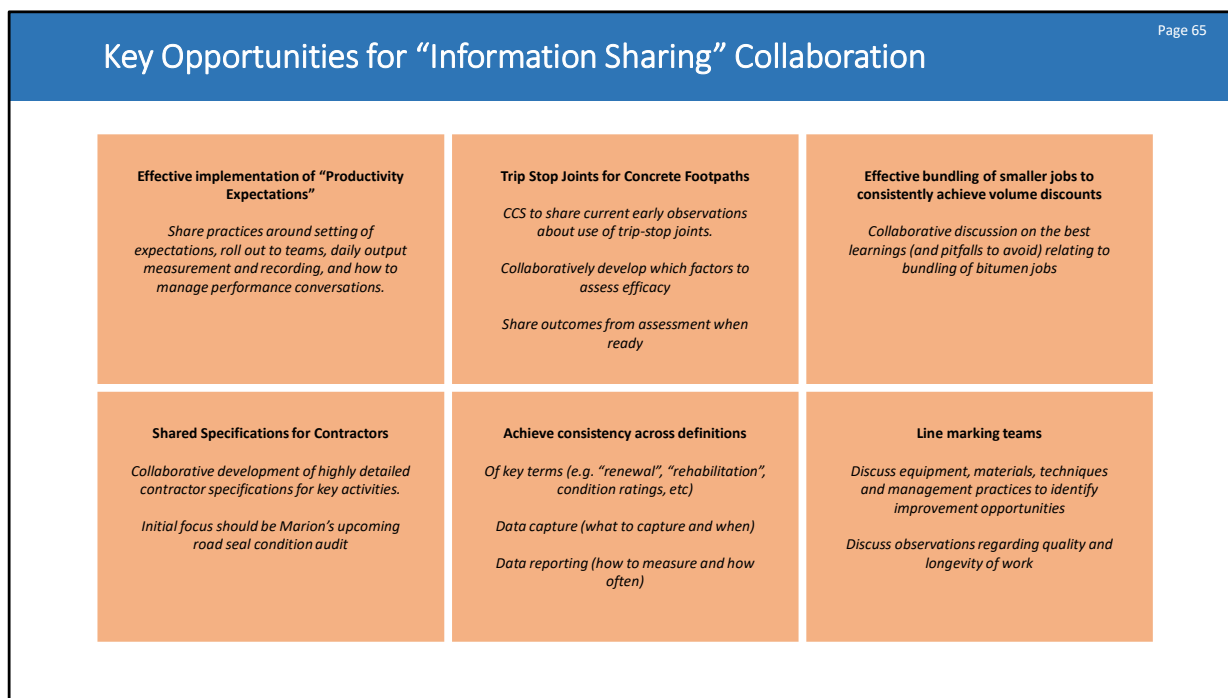 Page 65
Key Opportunities for “Information Sharing” Collaboration
Effective implementation of “Productivity
Expectations”
Share practices around setting of
expectations, roll out to teams, daily output
measurement and recording, and how to
manage performance conversations.
Trip Stop Joints for Concrete Footpaths
CCS to share current early observations
about use of trip-stop joints.
Collaboratively develop which factors to
assess efficacy
Share outcomes from assessment when
ready
Effective bundling of smaller jobs to
consistently achieve volume discounts
Collaborative discussion on the best
learnings (and pitfalls to avoid) relating to
bundling of bitumen jobs
Shared Specifications for Contractors
Collaborative development of highly detailed
contractor specifications for key activities.
Initial focus should be Marion’s upcoming
road seal condition audit
Achieve consistency across definitions
Of key terms (e.g. “renewal”, “rehabilitation”,
condition ratings, etc)
Data capture (what to capture and when)
Data reporting (how to measure and how
often)
Line marking teams
Discuss equipment, materials, techniques
and management practices to identify
improvement opportunities
Discuss observations regarding quality and
longevity of work